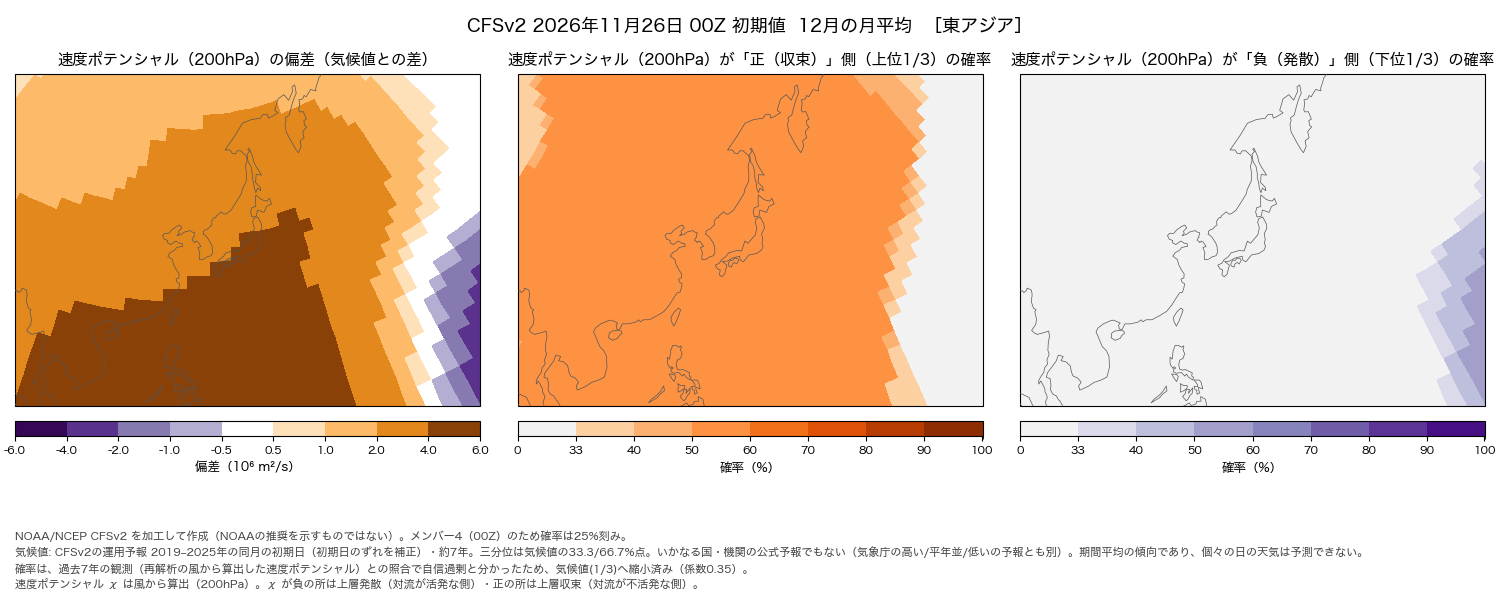 CFSv2 2026年11月26日 00Z 初期値 12月の月平均 ［東アジア］
速度ポテンシャル（200hPa）の偏差（気候値との差）
速度ポテンシャル（200hPa）が「正（収束）」側（上位1/3）の確率
速度ポテンシャル（200hPa）が「負（発散）」側（下位1/3）の確率
-6.0 -4.0 -2.0 -1.0 -0.5 0.5 1.0 2.0 4.0 6.0
偏差（10⁶ m²/s）
0 33 40 50 60 70 80 90 100
確率（%）
0 33 40 50 60 70 80 90 100
確率（%）
NOAA/NCEP CFSv2 を加工して作成（NOAAの推奨を示すものではない）。メンバー4（00Z）のため確率は25%刻み。
気候値: CFSv2の運用予報 2019–2025年の同月の初期日（初期日のずれを補正）・約7年。三分位は気候値の33.3/66.7%点。いかなる国・機関の公式予報でもない（気象庁の高い/平年並/低いの予報とも別）。期間平均の傾向であり、個々の日の天気は予測できない。
確率は、過去7年の観測（再解析の風から算出した速度ポテンシャル）との照合で自信過剰と分かったため、気候値(1/3)へ縮小済み（係数0.35）。
速度ポテンシャル χ は風から算出（200hPa）。χ が負の所は上層発散（対流が活発な側）・正の所は上層収束（対流が不活発な側）。